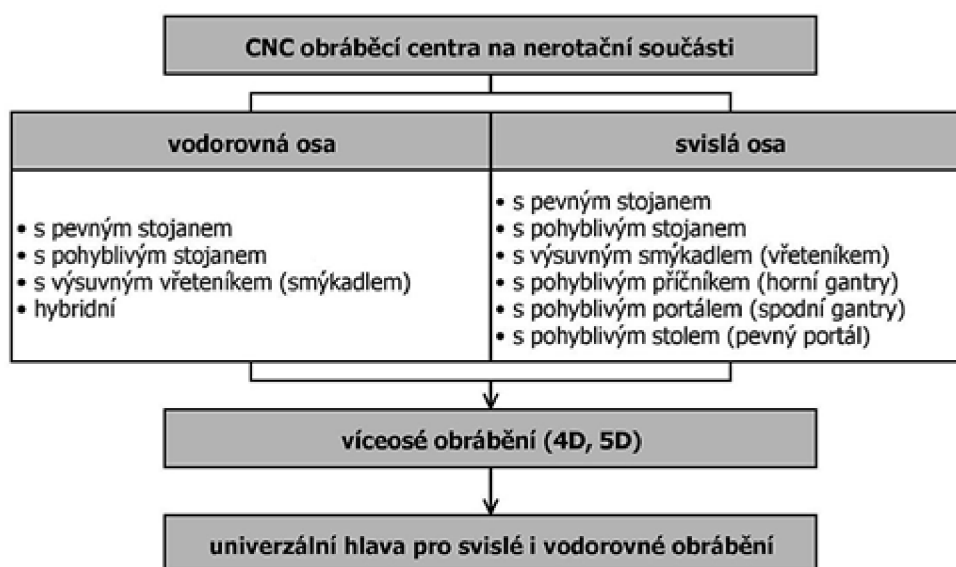 CNC obráběcí centra na nerotační součásti
vodorovná osa
• s pevným stojanem
• s pohyblivým stojanem
• s výsuvným vřeteníkem (smýkadlem)
• hybridní
svislá osa
• s pevným stojanem
• s pohyblivým stojanem
• s výsuvným smýkadlem (vřeteníkem)
• s pohyblivým příčníkem (horní gantry)
• s pohyblivým portálem (spodní gantry)
• s pohyblivým stolem (pevný portál)
víceosé obrábění (4D, 5D)
univerzální hlava pro svislé i vodorovné obrábění